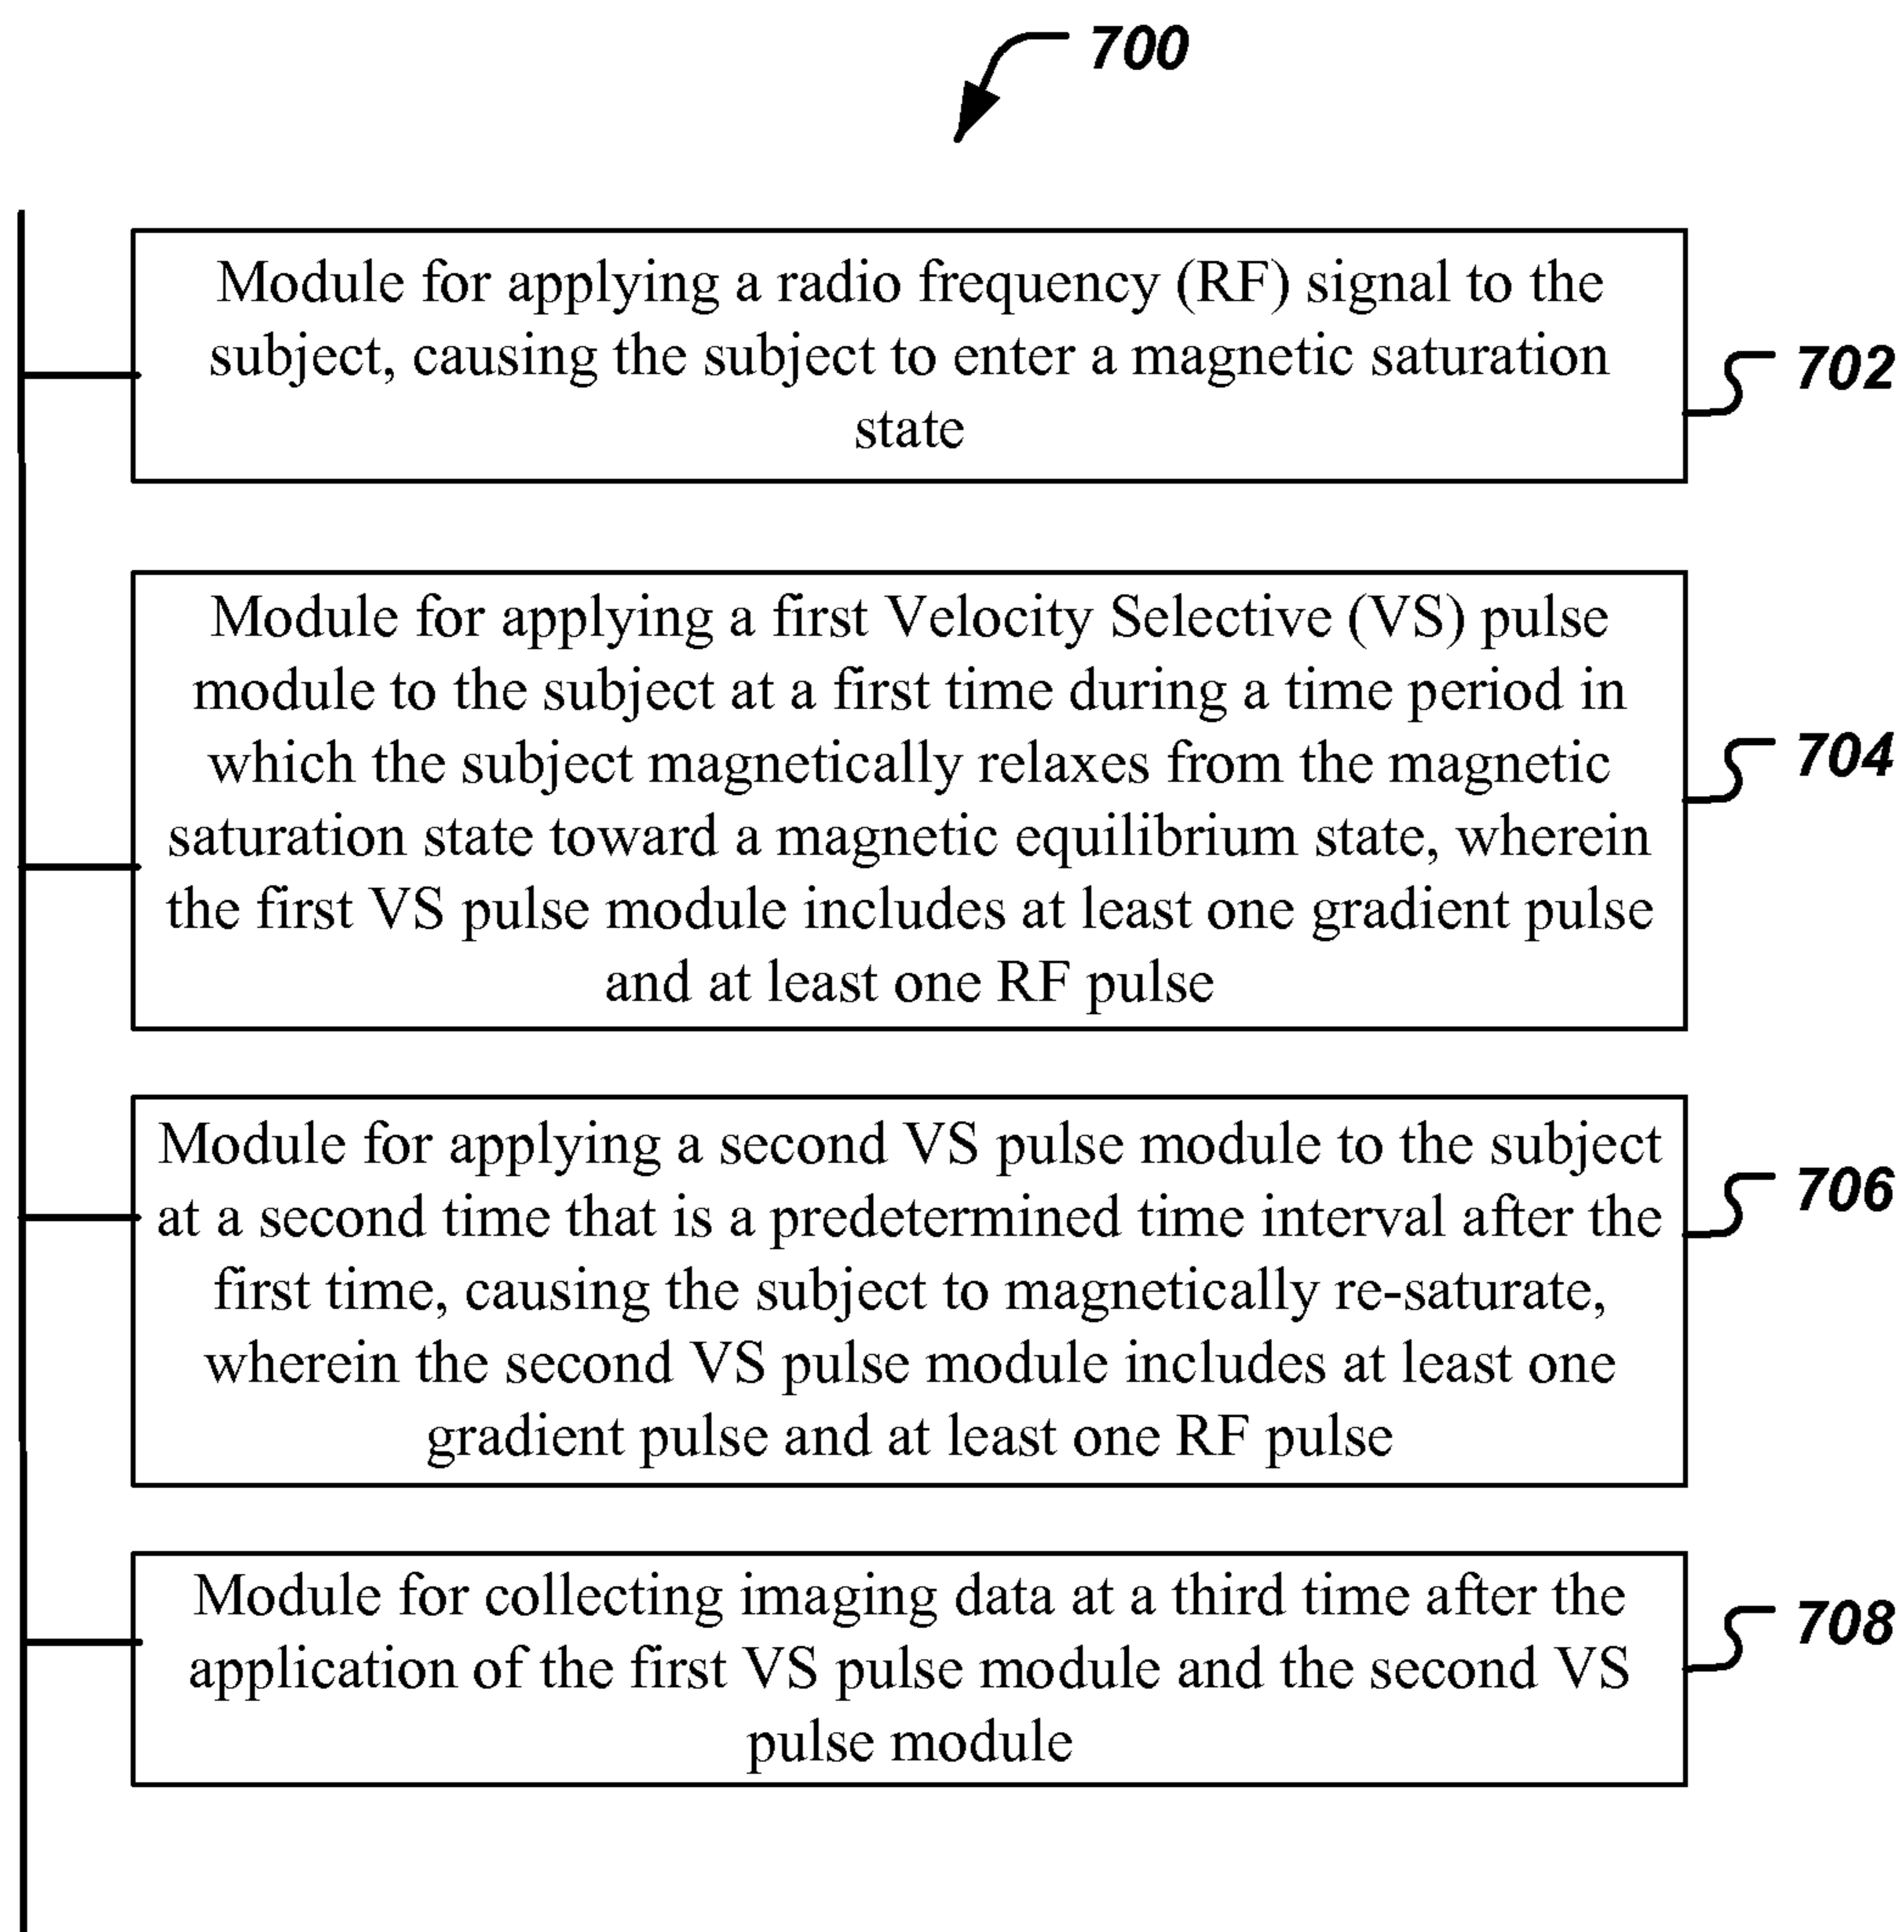 700
Module for applying a radio frequency (RF) signal to the
subject, causing the subject to enter a magnetic saturation
state
702
Module for applying a first Velocity Selective (VS) pulse
module to the subject at a first time during a time period in
which the subject magnetically relaxes from the magnetic
saturation state toward a magnetic equilibrium state, wherein
the first VS pulse module includes at least one gradient pulse
and at least one RF pulse
704
Module for applying a second VS pulse module to the subject
at a second time that is a predetermined time interval after the
first time, causing the subject to magnetically re-saturate,
wherein the second VS pulse module includes at least one
gradient pulse and at least one RF pulse
706
Module for collecting imaging data at a third time after the
application of the first VS pulse module and the second VS
pulse module
708